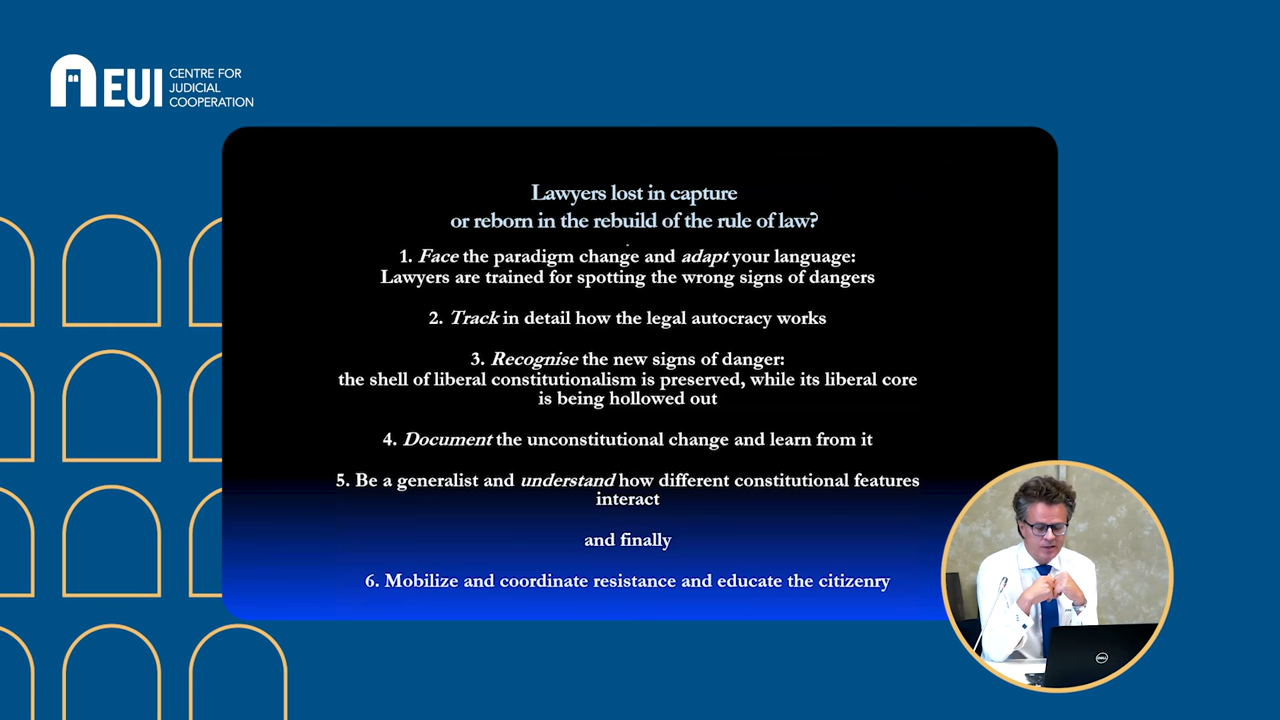 EUI
CENTRE FOR
JUDICIAL
COOPERATION
Lawyers lost in capture
or reborn in the rebuild of the rule of law?
1. Face the paradigm change and adapt your language:
Lawyers are trained for spotting the wrong signs of dangers
2. Track in detail how the legal autocracy works
3. Recognise the new signs of danger:
the shell of liberal constitutionalism is preserved, while its liberal core
is being hollowed out
4. Document the unconstitutional change and learn from it
5. Be a generalist and understand how different constitutional features
interact
and finally
6. Mobilize and coordinate resistance and educate the citizenry
DELL